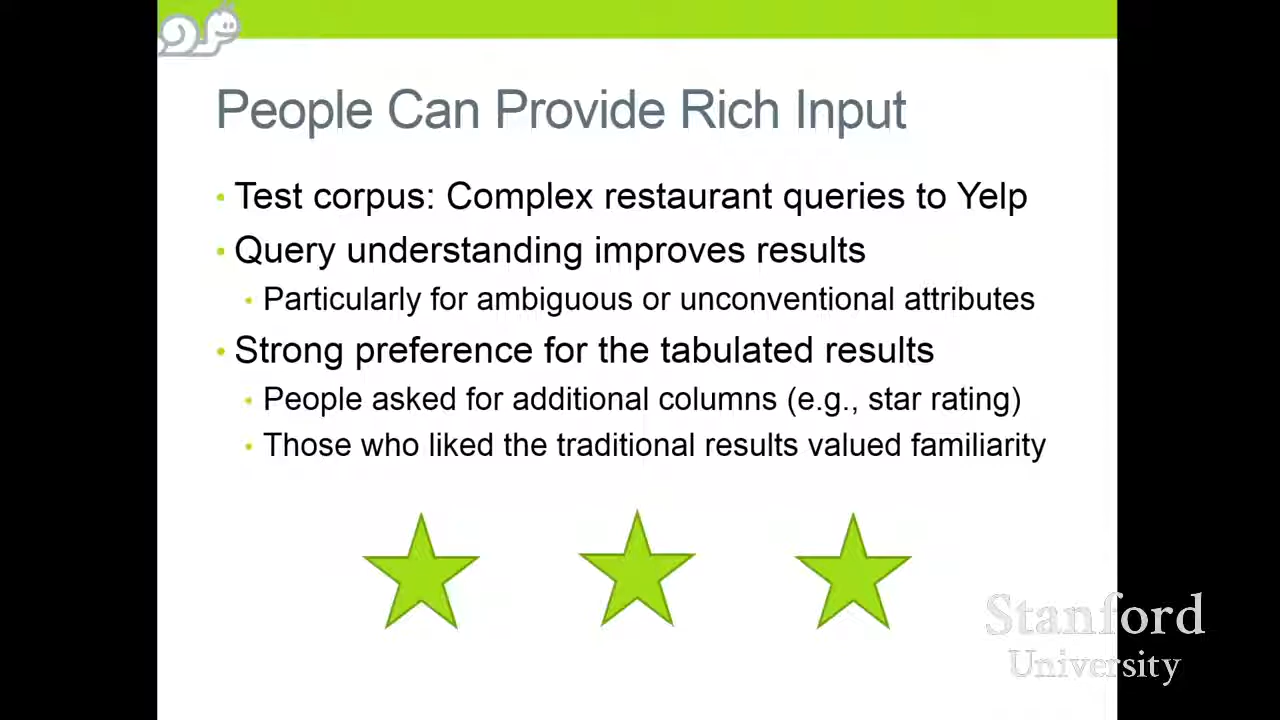 People Can Provide Rich Input
• Test corpus: Complex restaurant queries to Yelp
• Query understanding improves results
• Particularly for ambiguous or unconventional attributes
• Strong preference for the tabulated results
• People asked for additional columns (e.g., star rating)
• Those who liked the traditional results valued familiarity
Stanford
University